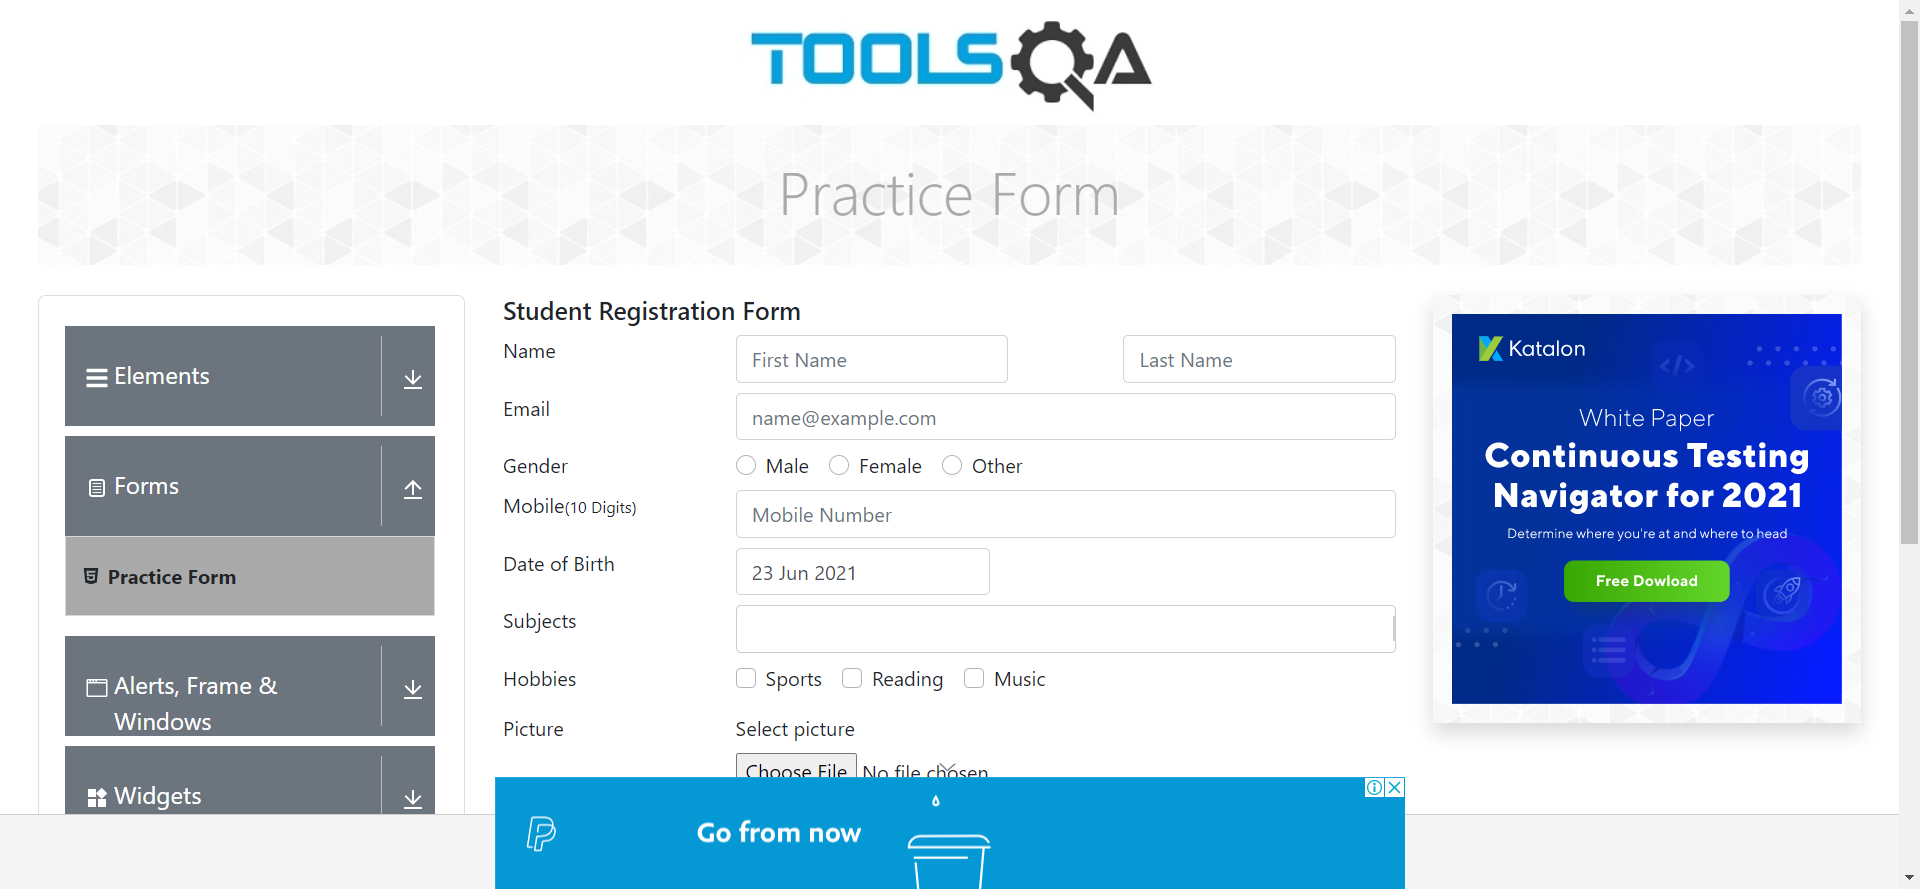 TOOLSQA
Practice Form
Elements
Forms
Practice Form
Alerts, Frame &
Windows
Widgets
Student Registration Form
Name
First Name
Last Name
Email
name@example.com
Gender
Male
Female
Other
Mobile(10 Digits)
Mobile Number
Date of Birth
23 Jun 2021
Subjects
Hobbies
Sports
Reading
Music
Picture
Select picture
Choose File
No file chosen
Katalon
White Paper
Continuous Testing
Navigator for 2021
Determine where you're at and where to head
Free Dowload
Go from now